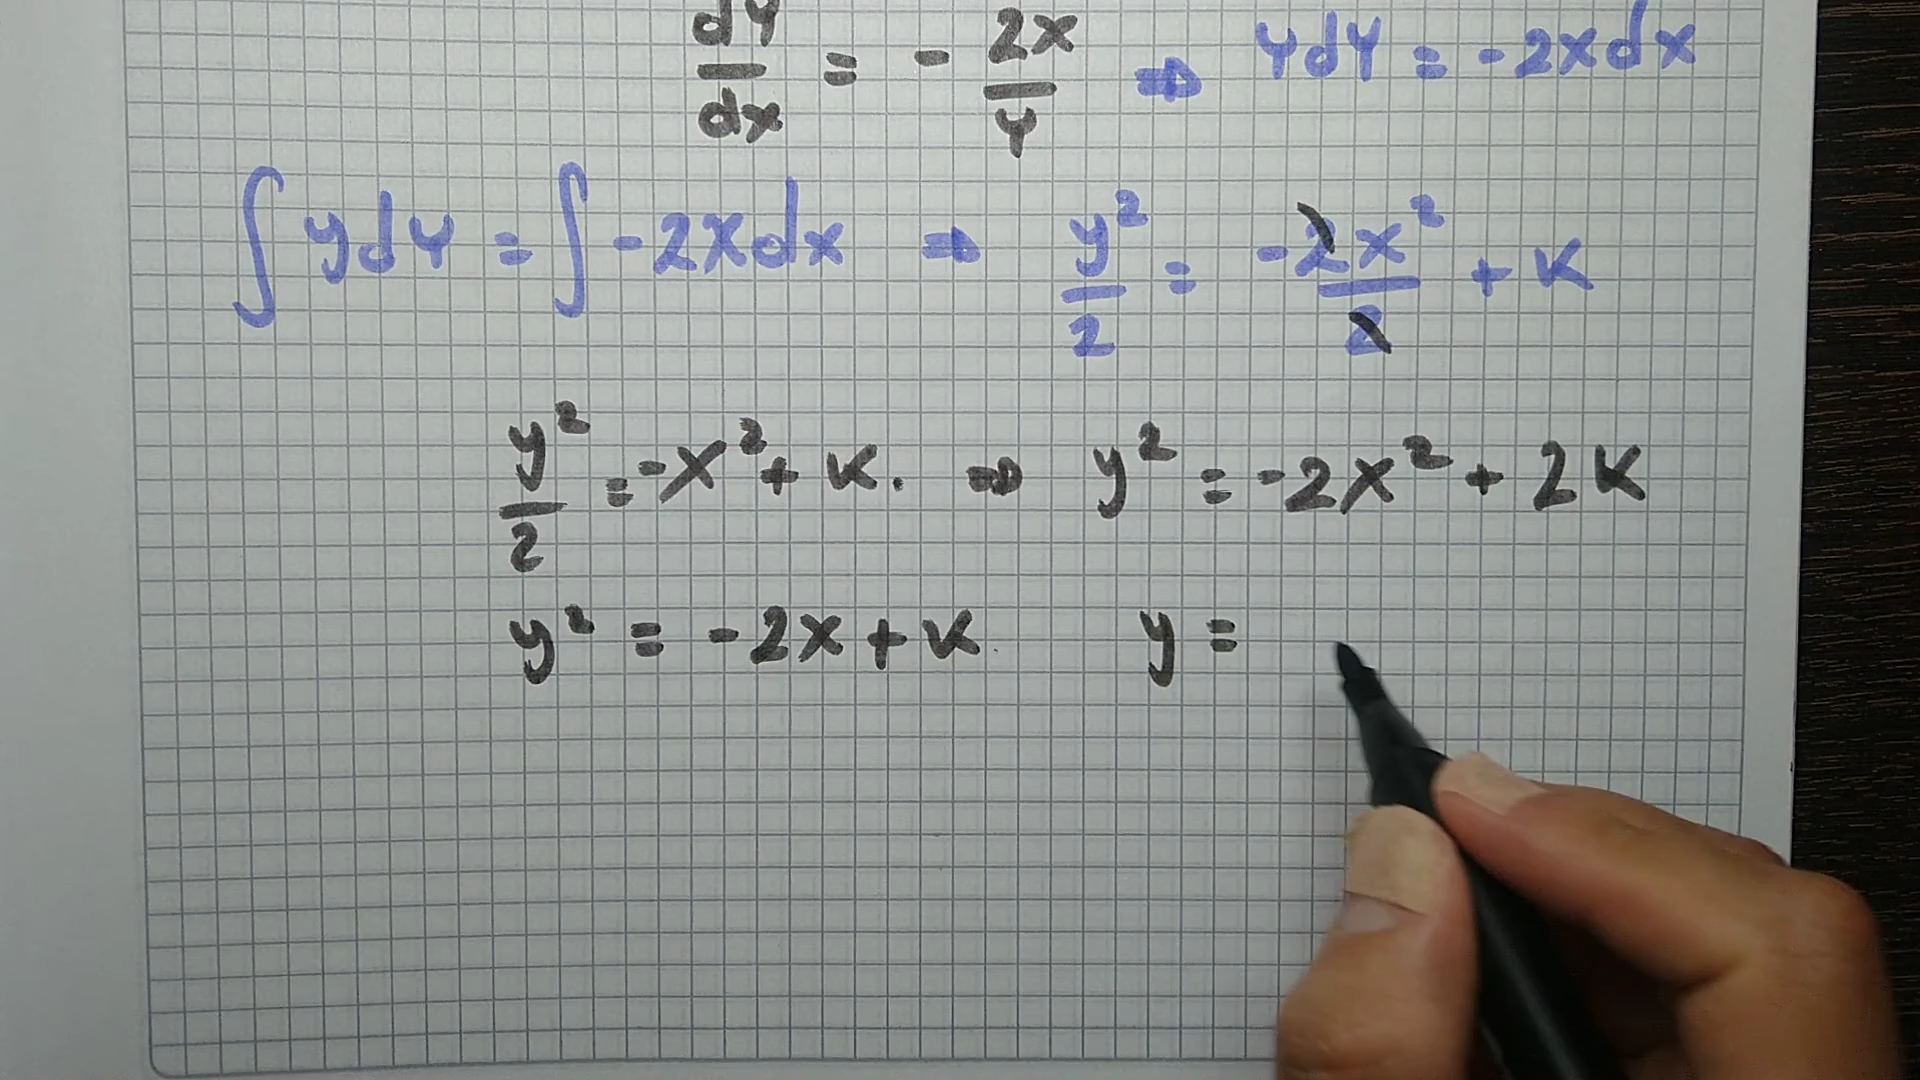 dy/dx = - 2x/y ⇒ ydy = -2xdx
∫ ydy = ∫ -2xdx ⇒ y²/2 = -2x²/2 + K
y²/2 = -x² + K. ⇒ y² = -2x² + 2K
y² = -2x + K. y =